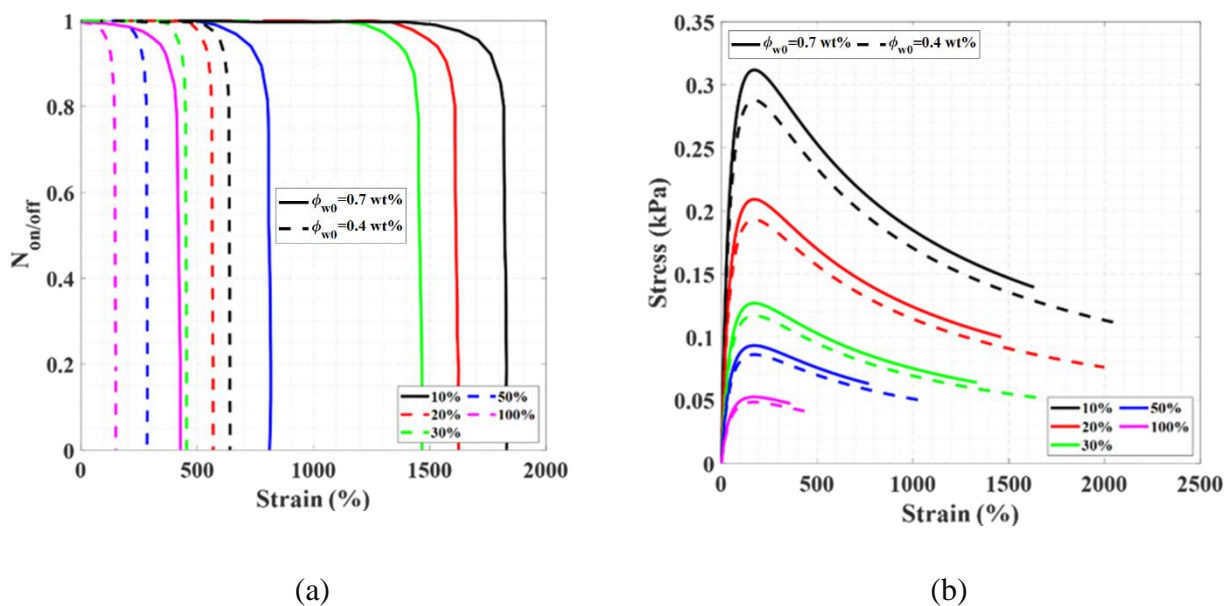 1
0.8
0.6
0.4
0.2
0
N_on/off
ϕ_w0=0.7 wt%
ϕ_w0=0.4 wt%
10%
20%
30%
50%
100%
0 500 1000 1500 2000
Strain (%)
(a)
0.35
0.3
0.25
0.2
0.15
0.1
0.05
0
Stress (kPa)
ϕ_w0=0.7 wt% ϕ_w0=0.4 wt%
10%
20%
30%
50%
100%
0 500 1000 1500 2000 2500
Strain (%)
(b)